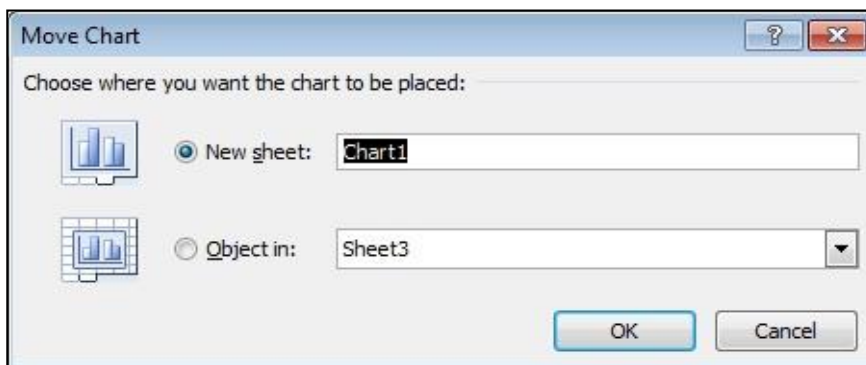 Move Chart
Choose where you want the chart to be placed:
New sheet: Chart1
Object in: Sheet3
OK Cancel